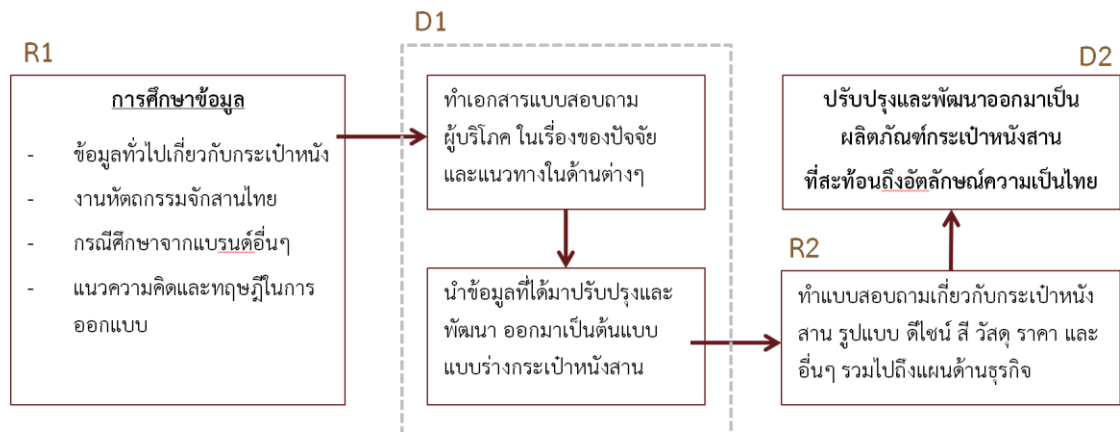 R1
การศึกษาข้อมูล
- ข้อมูลทั่วไปเกี่ยวกับกระเป๋าหนัง
- งานหัตถกรรมจักสานไทย
- กรณีศึกษาจากแบรนด์อื่นๆ
- แนวความคิดและทฤษฎีในการ
ออกแบบ
D1
ทำเอกสารแบบสอบถาม
ผู้บริโภค ในเรื่องของปัจจัย
และแนวทางในด้านต่างๆ
นำข้อมูลที่ได้มาปรับปรุงและ
พัฒนา ออกมาเป็นต้นแบบ
แบบร่างกระเป๋าหนังสาน
D2
ปรับปรุงและพัฒนาออกมาเป็น
ผลิตภัณฑ์กระเป๋าหนังสาน
ที่สะท้อนถึงอัตลักษณ์ความเป็นไทย
R2
ทำแบบสอบถามเกี่ยวกับกระเป๋าหนัง
สาน รูปแบบ ดีไซน์ สี วัสดุ ราคา และ
อื่นๆ รวมไปถึงแผนด้านธุรกิจ